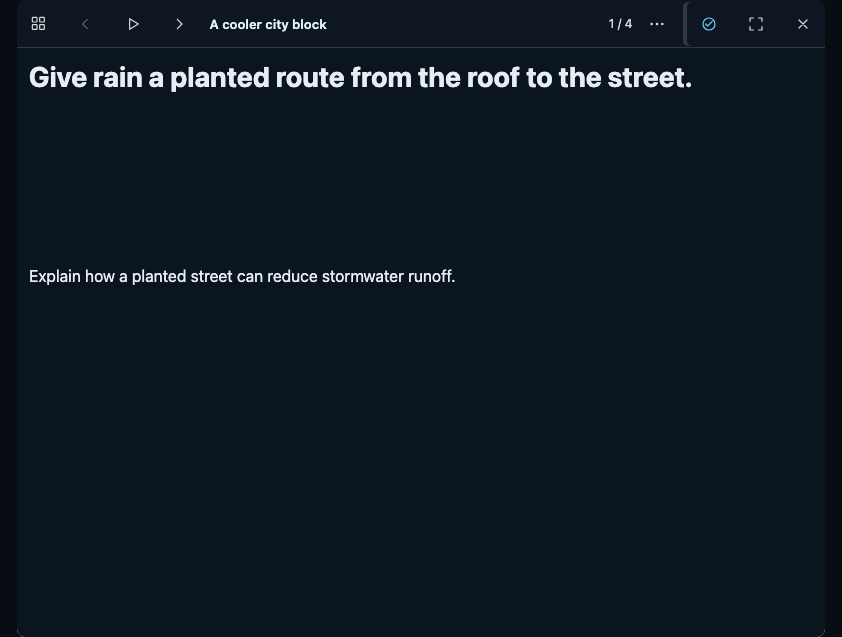 A cooler city block
1 / 4
Give rain a planted route from the roof to the street.
Explain how a planted street can reduce stormwater runoff.